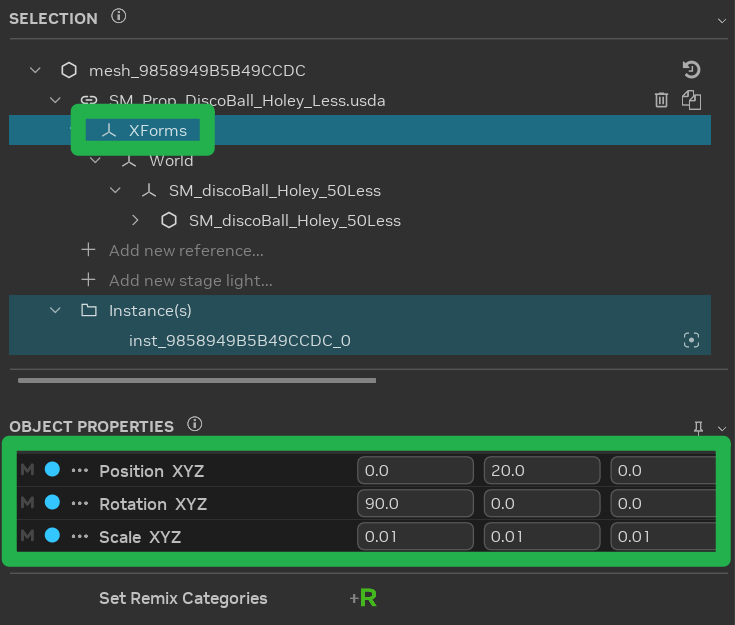 SELECTION
mesh_9858949B5B49CCDC
SM_Prop_DiscoBall_Holey_Less.usda
XForms
World
SM_discoBall_Holey_50Less
SM_discoBall_Holey_50Less
Add new reference...
Add new stage light...
Instance(s)
inst_9858949B5B49CCDC_0
OBJECT PROPERTIES
M Position XYZ 0.0 20.0 0.0
M Rotation XYZ 90.0 0.0 0.0
M Scale XYZ 0.01 0.01 0.01
Set Remix Categories +R